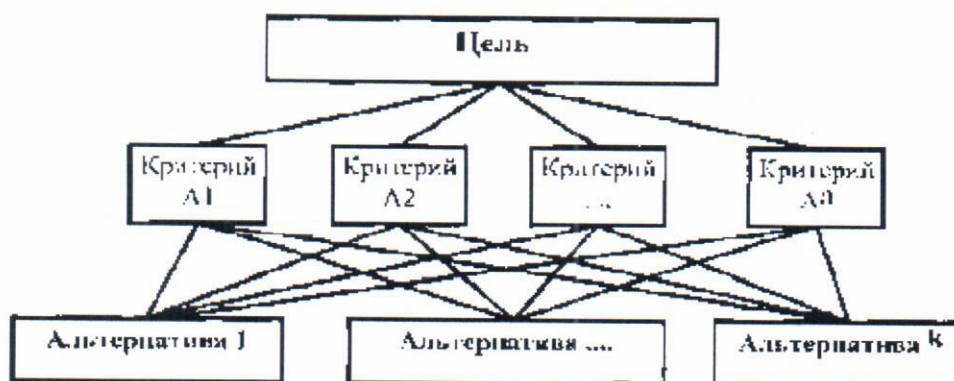 Цель
Критерий
А1
Критерий
А2
Критерий
...
Критерий
Аn
Альтернатива 1
Альтернатива ...
Альтернатива k